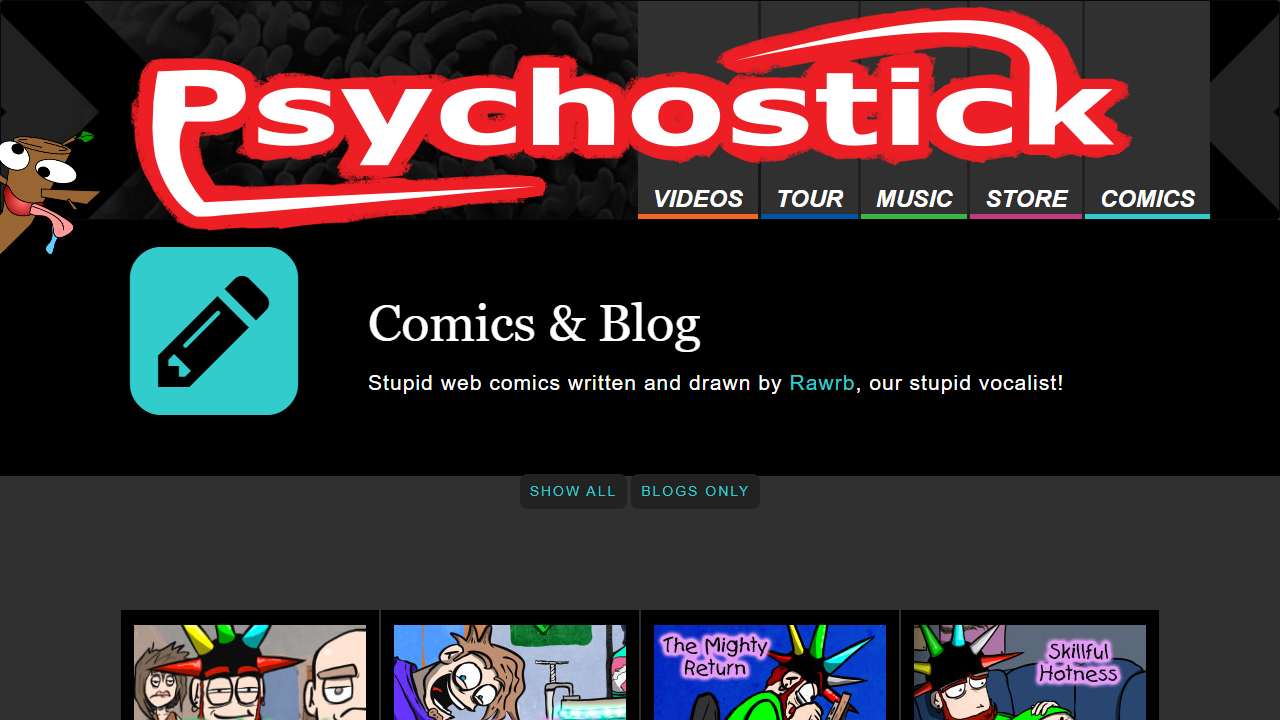 Psychostick
VIDEOS TOUR MUSIC STORE COMICS
Comics & Blog
Stupid web comics written and drawn by Rawrb, our stupid vocalist!
SHOW ALL BLOGS ONLY
The Mighty
Return
Skillful
Hotness